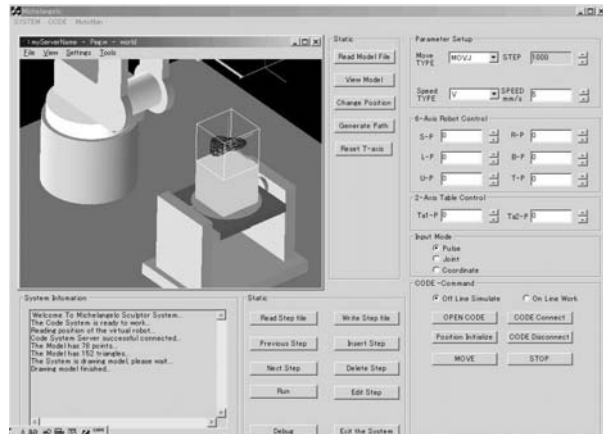 Michelangelo
SYSTEM CODE MotoMan
: myServerName - Pegum - world
File View Settings Tools
Static
Read Model File
View Model
Change Position
Generate Path
Reset T-axis
Parameter Setup
Move TYPE MOVJ STEP 1000
Speed TYPE V SPEED mm/s
6-Axis Robot Control
S-P 0 R-P 0
L-P 0 B-P 0
U-P 0 T-P 0
2-Axis Table Control
Ta1-P 0 Ta2-P 0
Input Mode
Pulse
Joint
Coordinate
CODE-Command
Off Line Simulate On Line Work
OPEN CODE CODE Connect
Position Initialize CODE Disconnect
MOVE STOP
System Infomation
Welcome To Michelangelo Sculptor System...
The Code System is ready to work...
Reading position of the virtual robot...
Code System Server successful connected...
The Model has 78 points...
The Model has 152 triangles...
The System is drawing model, please wait...
Drawing model finished...
Static
Read Step file Write Step file
Previous Step Insert Step
Next Step Delete Step
Run Edit Step
Debug Exit the System